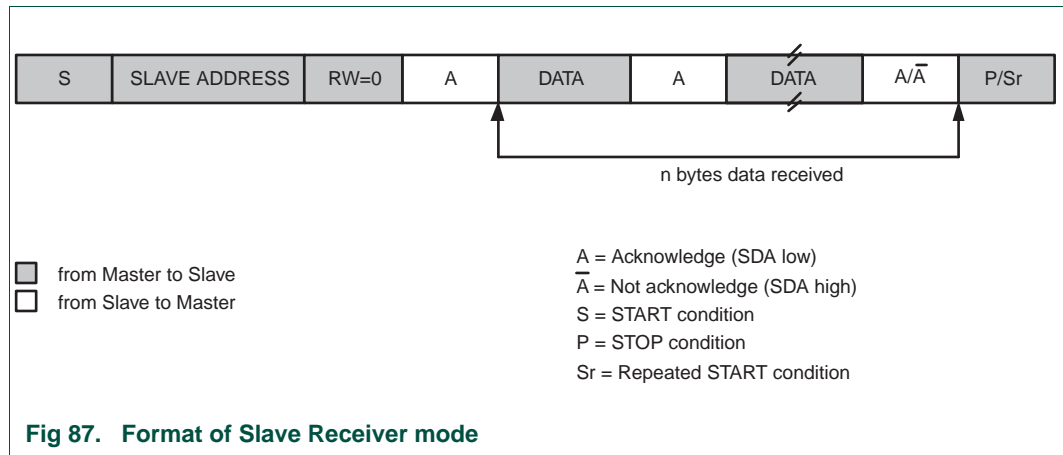 S SLAVE ADDRESS RW=0 A DATA A DATA A/A̅ P/Sr
n bytes data received
from Master to Slave
from Slave to Master
A = Acknowledge (SDA low)
A̅ = Not acknowledge (SDA high)
S = START condition
P = STOP condition
Sr = Repeated START condition
Fig 87. Format of Slave Receiver mode